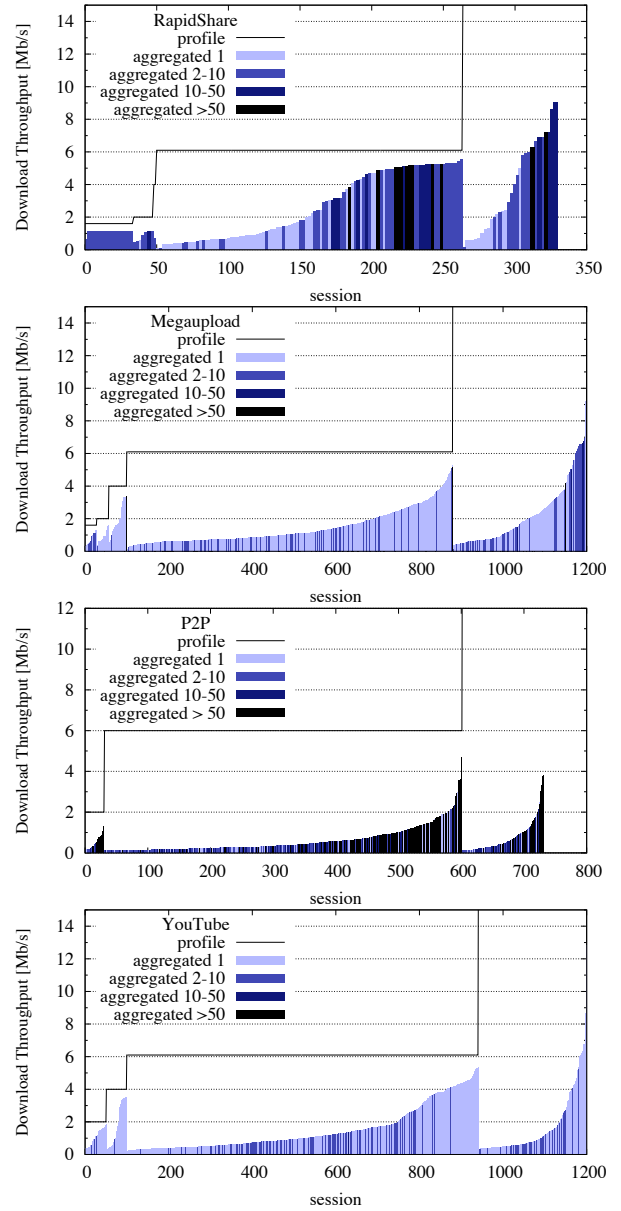 Download Throughput [Mb/s]
14
12
10
8
6
4
2
0
RapidShare
profile
aggregated 1
aggregated 2-10
aggregated 10-50
aggregated >50
0 50 100 150 200 250 300 350
session
Download Throughput [Mb/s]
14
12
10
8
6
4
2
0
Megaupload
profile
aggregated 1
aggregated 2-10
aggregated 10-50
aggregated >50
0 200 400 600 800 1000 1200
session
Download Throughput [Mb/s]
12
10
8
6
4
2
0
P2P
profile
aggregated 1
aggregated 2-10
aggregated 10-50
aggregated > 50
0 100 200 300 400 500 600 700 800
session
Download Throughput [Mb/s]
14
12
10
8
6
4
2
0
YouTube
profile
aggregated 1
aggregated 2-10
aggregated 10-50
aggregated >50
0 200 400 600 800 1000 1200
session